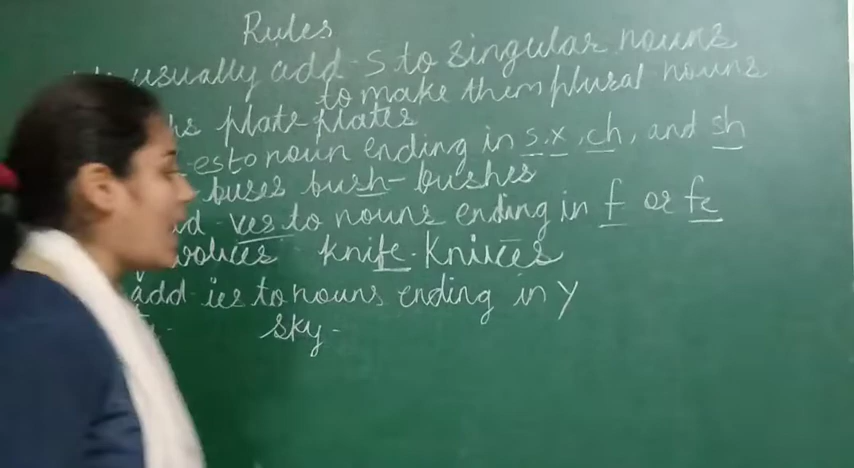 Rules
usually add -s to singular nouns
to make them plural nouns
plate-plates
-es to noun ending in s, x, ch, and sh
buses bush-bushes
ves to nouns ending in f or fe
wolves knife-knives
add -ies to nouns ending in y
sky-